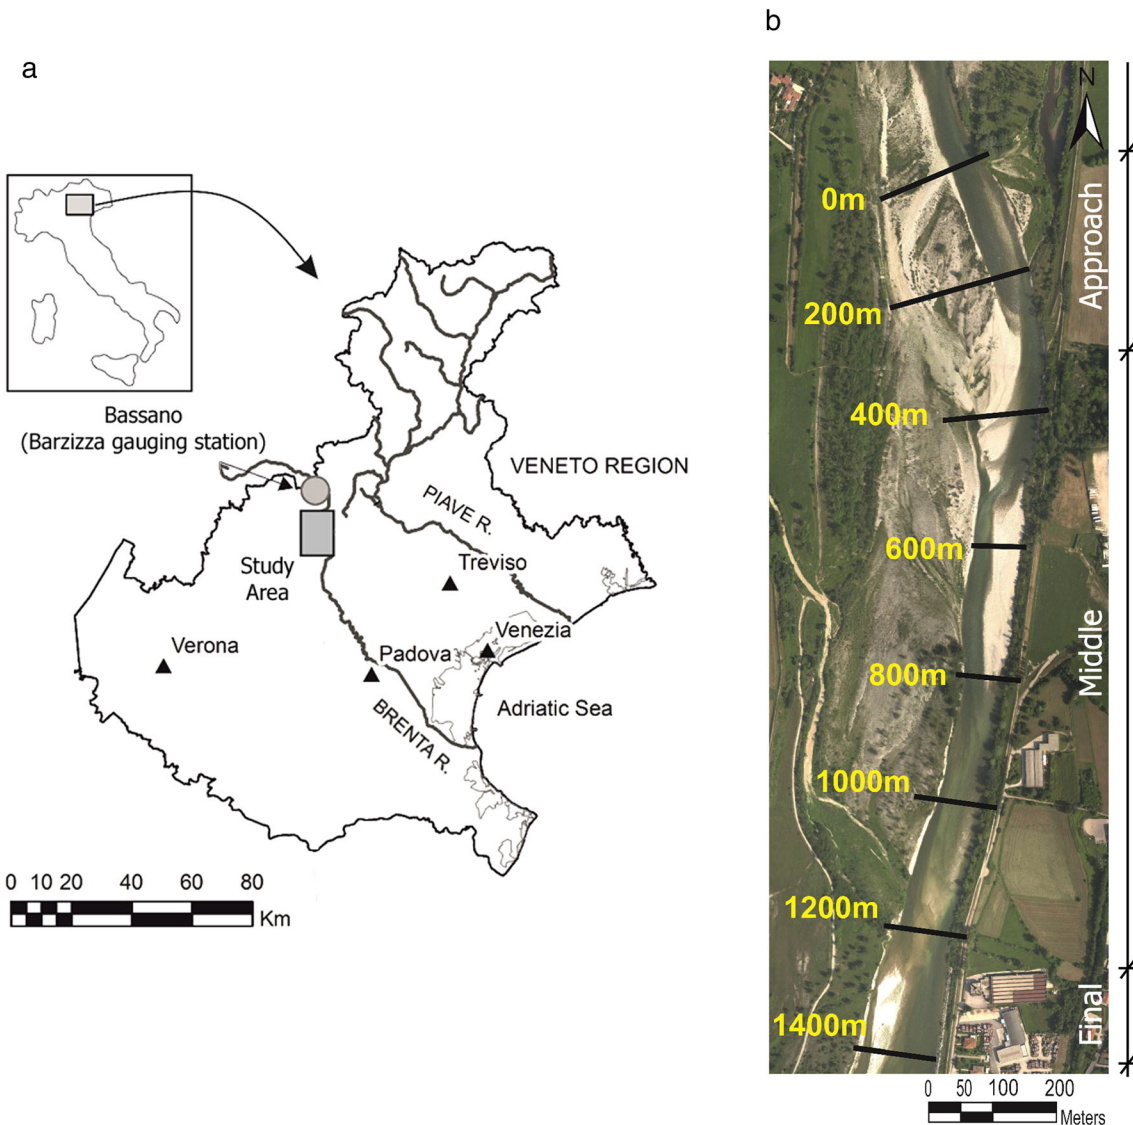 a
Bassano
(Barzizza gauging station)
VENETO REGION
PIAVE R.
Study
Area
Treviso
Verona
Padova
Venezia
Adriatic Sea
BRENTA R.
0 10 20 40 60 80
Km
b
N
0m
200m
400m
600m
800m
1000m
1200m
1400m
Approach
Middle
Final
0 50 100 200
Meters